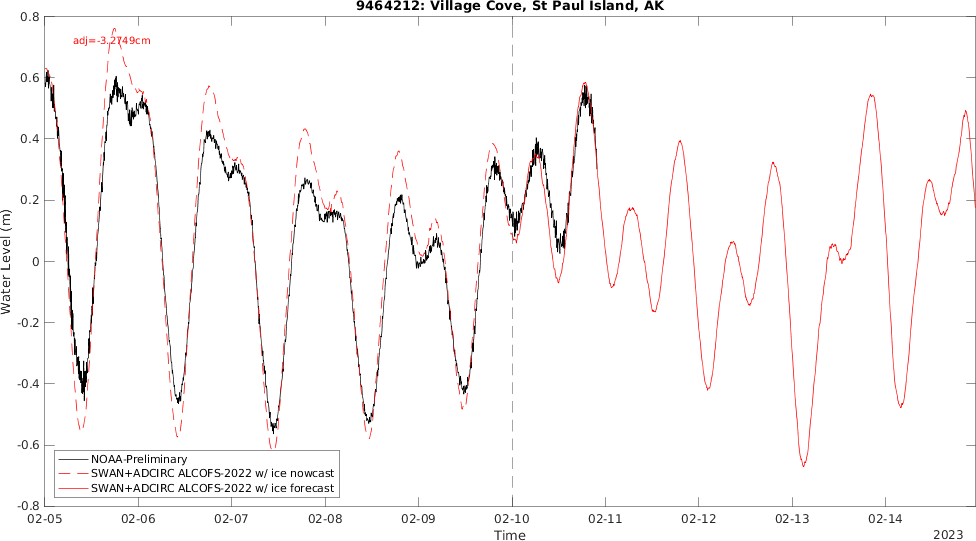 9464212: Village Cove, St Paul Island, AK
adj=-3.2749cm
Water Level (m)
0.8
0.6
0.4
0.2
0
-0.2
-0.4
-0.6
-0.8
NOAA-Preliminary
SWAN+ADCIRC ALCOFS-2022 w/ ice nowcast
SWAN+ADCIRC ALCOFS-2022 w/ ice forecast
02-05 02-06 02-07 02-08 02-09 02-10 02-11 02-12 02-13 02-14
Time
2023